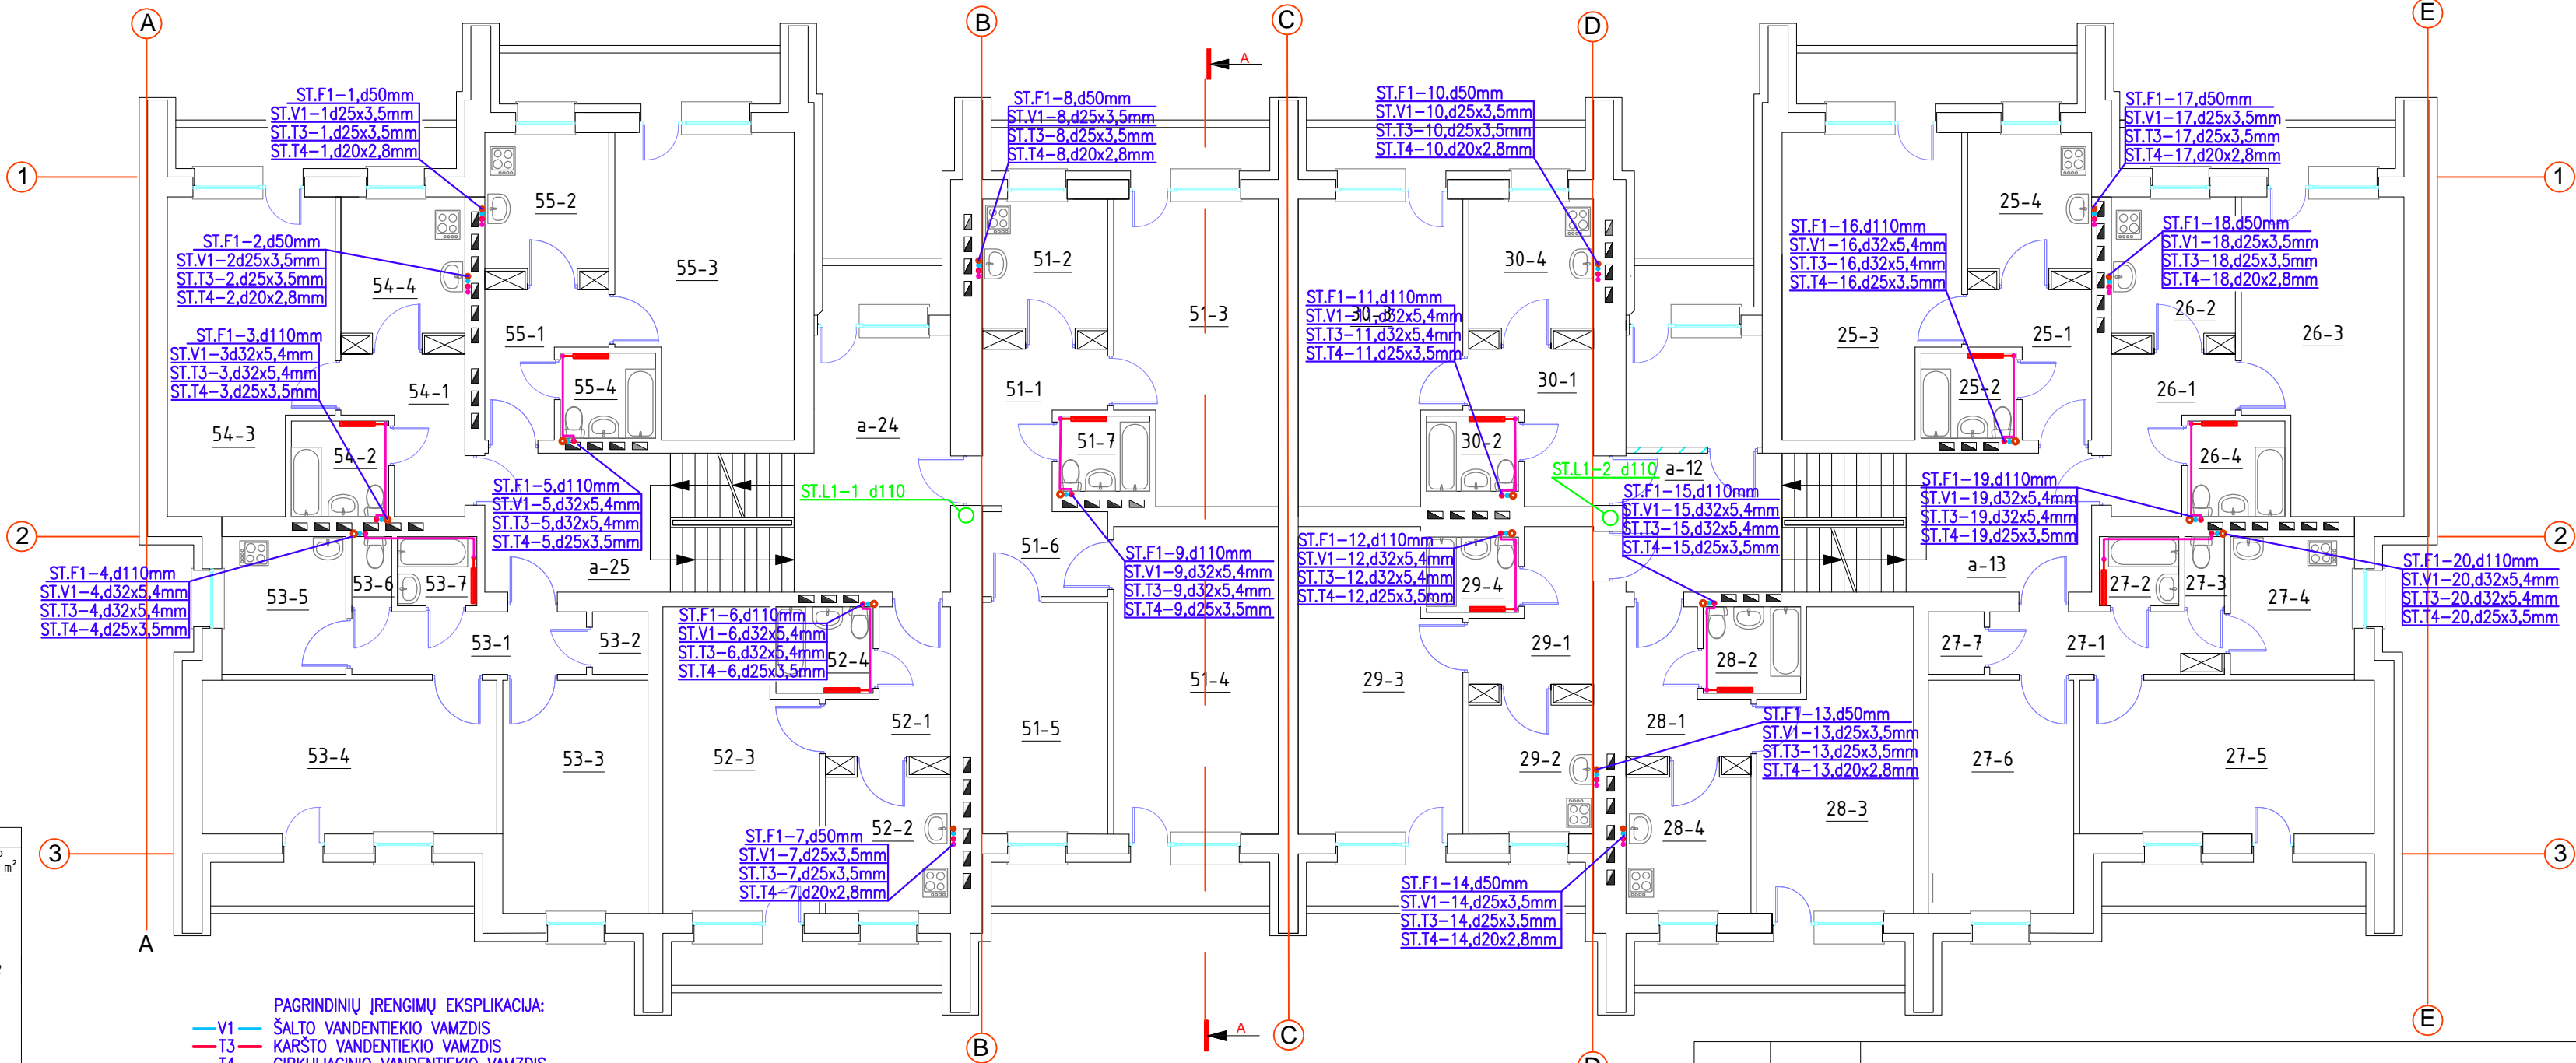 A
B
C
D
E
A
1
1
ST.F1-1,d50mm
ST.V1-1d25x3,5mm
ST.T3-1,d25x3,5mm
ST.T4-1,d20x2,8mm
ST.F1-8,d50mm
ST.V1-8,d25x3,5mm
ST.T3-8,d25x3,5mm
ST.T4-8,d20x2,8mm
ST.F1-10,d50mm
ST.V1-10,d25x3,5mm
ST.T3-10,d25x3,5mm
ST.T4-10,d20x2,8mm
ST.F1-17,d50mm
ST.V1-17,d25x3,5mm
ST.T3-17,d25x3,5mm
ST.T4-17,d20x2,8mm
ST.F1-2,d50mm
ST.V1-2d25x3,5mm
ST.T3-2,d25x3,5mm
ST.T4-2,d20x2,8mm
55-2
55-3
54-4
51-2
51-3
30-4
30-3
25-4
ST.F1-16,d110mm
ST.V1-16,d32x5,4mm
ST.T3-16,d32x5,4mm
ST.T4-16,d25x3,5mm
ST.F1-18,d50mm
ST.V1-18,d25x3,5mm
ST.T3-18,d25x3,5mm
ST.T4-18,d20x2,8mm
ST.F1-11,d110mm
ST.V1-11,d32x5,4mm
ST.T3-11,d32x5,4mm
ST.T4-11,d25x3,5mm
ST.F1-3,d110mm
ST.V1-3d32x5,4mm
ST.T3-3,d32x5,4mm
ST.T4-3,d25x3,5mm
55-1
54-1
55-4
54-3
54-2
a-24
51-1
51-7
30-1
30-2
25-3
25-1
25-2
26-2
26-3
26-1
26-4
a-12
ST.L1-1 d110
ST.L1-2 d110
ST.F1-5,d110mm
ST.V1-5,d32x5,4mm
ST.T3-5,d32x5,4mm
ST.T4-5,d25x3,5mm
ST.F1-15,d110mm
ST.V1-15,d32x5,4mm
ST.T3-15,d32x5,4mm
ST.T4-15,d25x3,5mm
ST.F1-19,d110mm
ST.V1-19,d32x5,4mm
ST.T3-19,d32x5,4mm
ST.T4-19,d25x3,5mm
2
2
ST.F1-4,d110mm
ST.V1-4,d32x5,4mm
ST.T3-4,d32x5,4mm
ST.T4-4,d25x3,5mm
ST.F1-9,d110mm
ST.V1-9,d32x5,4mm
ST.T3-9,d32x5,4mm
ST.T4-9,d25x3,5mm
ST.F1-12,d110mm
ST.V1-12,d32x5,4mm
ST.T3-12,d32x5,4mm
ST.T4-12,d25x3,5mm
ST.F1-20,d110mm
ST.V1-20,d32x5,4mm
ST.T3-20,d32x5,4mm
ST.T4-20,d25x3,5mm
53-5
53-6
53-7
a-25
51-6
29-4
a-13
27-2
27-3
27-4
ST.F1-6,d110mm
ST.V1-6,d32x5,4mm
ST.T3-6,d32x5,4mm
ST.T4-6,d25x3,5mm
53-1
53-2
52-4
51-4
29-3
29-1
28-2
27-7
27-1
52-1
51-5
28-1
ST.F1-13,d50mm
ST.V1-13,d25x3,5mm
ST.T3-13,d25x3,5mm
ST.T4-13,d20x2,8mm
53-4
53-3
52-3
29-2
27-6
27-5
28-3
52-2
28-4
ST.F1-7,d50mm
ST.V1-7,d25x3,5mm
ST.T3-7,d25x3,5mm
ST.T4-7,d20x2,8mm
ST.F1-14,d50mm
ST.V1-14,d25x3,5mm
ST.T3-14,d25x3,5mm
ST.T4-14,d20x2,8mm
3
3
m²
A
PAGRINDINIŲ ĮRENGIMŲ EKSPLIKACIJA:
V1 ŠALTO VANDENTIEKIO VAMZDIS
T3 KARŠTO VANDENTIEKIO VAMZDIS
T4 CIRKULIACINIO VANDENTIEKIO VAMZDIS
B
A
C
D
E